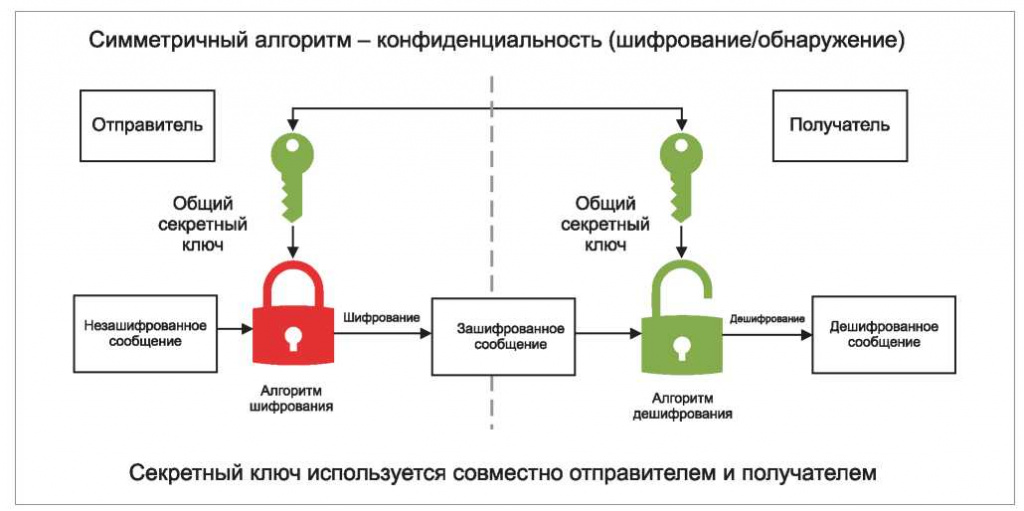 Симметричный алгоритм – конфиденциальность (шифрование/обнаружение)
Отправитель
Получатель
Общий
секретный
ключ
Общий
секретный
ключ
Незашифрованное
сообщение
Шифрование
Зашифрованное
сообщение
Дешифрование
Дешифрованное
сообщение
Алгоритм
шифрования
Алгоритм
дешифрования
Секретный ключ используется совместно отправителем и получателем